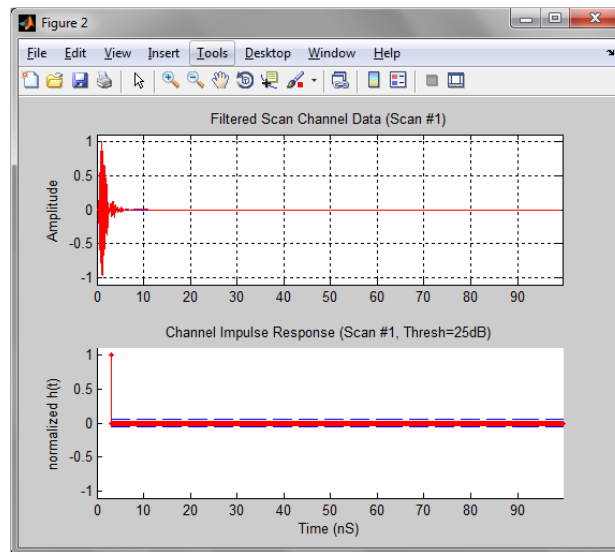 Figure 2
File Edit View Insert Tools Desktop Window Help
Filtered Scan Channel Data (Scan #1)
1
0.5
0
-0.5
-1
Amplitude
0 10 20 30 40 50 60 70 80 90
Channel Impulse Response (Scan #1, Thresh=25dB)
1
0.5
0
-0.5
-1
normalized h(t)
0 10 20 30 40 50 60 70 80 90
Time (nS)